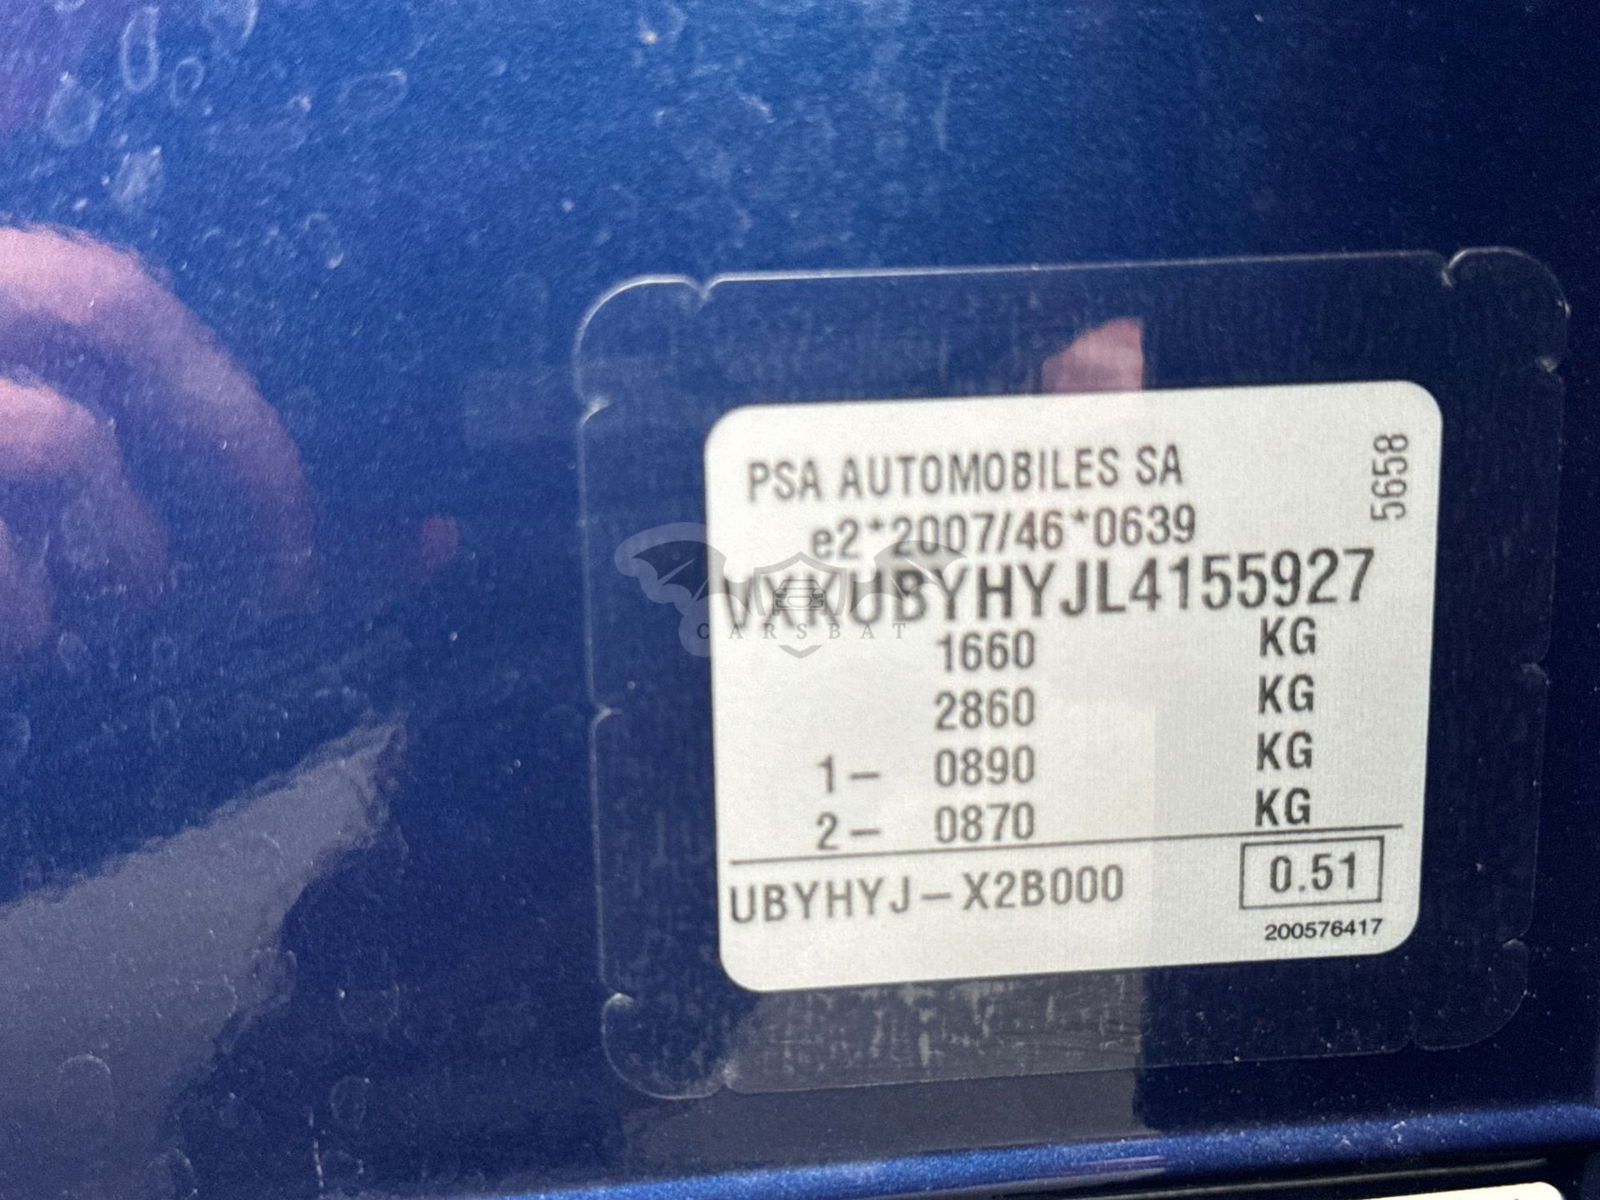 PSA AUTOMOBILES SA
5658
e2*2007/46*0639
VXKUBYHYJL4155927
CARSBAT
1660 KG
2860 KG
1- 0890 KG
2- 0870 KG
UBYHYJ-X2B000 0.51
200576417